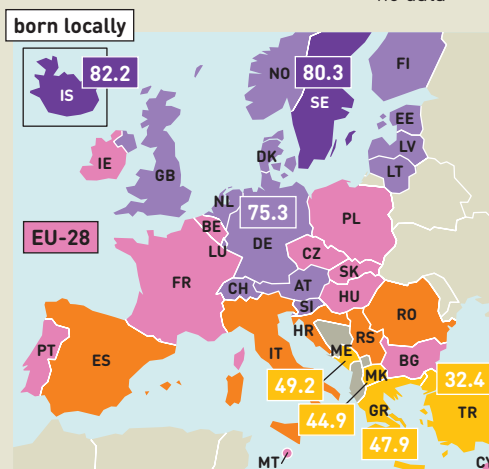 no data
born locally
IS
82.2
NO
80.3
SE
FI
EE
LV
LT
DK
IE
GB
NL
75.3
EU-28
BE
DE
PL
LU
CZ
FR
SK
CH
AT
HU
SI
HR
RO
RS
PT
ES
IT
ME
BG
MK
49.2
32.4
44.9
GR
TR
47.9
MT
CY